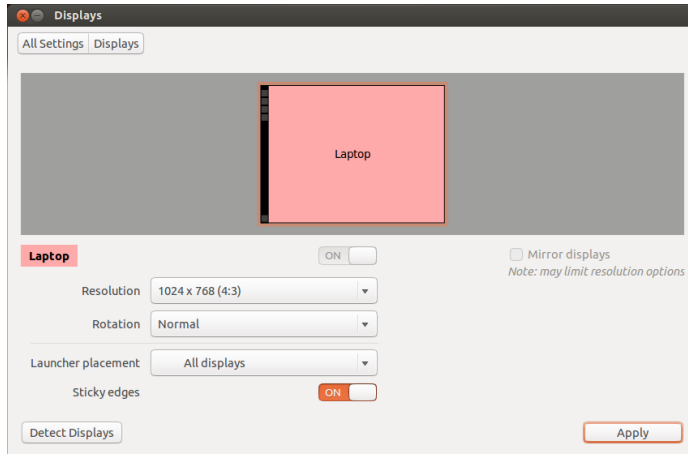 Displays
All Settings Displays
Laptop
Laptop ON Mirror displays
Note: may limit resolution options
Resolution 1024 x 768 (4:3)
Rotation Normal
Launcher placement All displays
Sticky edges ON
Detect Displays Apply